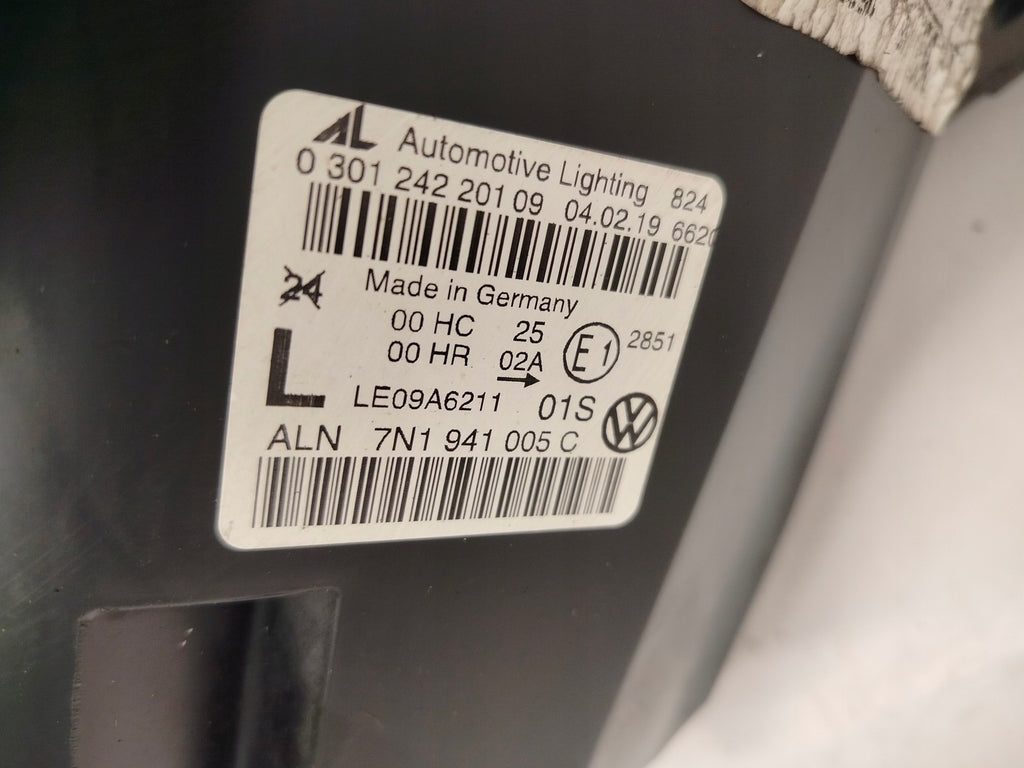 AL Automotive Lighting 824
0 301 242 201 09 04.02.19 6620
24 Made in Germany
00 HC 25
00 HR 02A E1 2851
L LE09A6211 01S VW
ALN 7N1 941 005 C